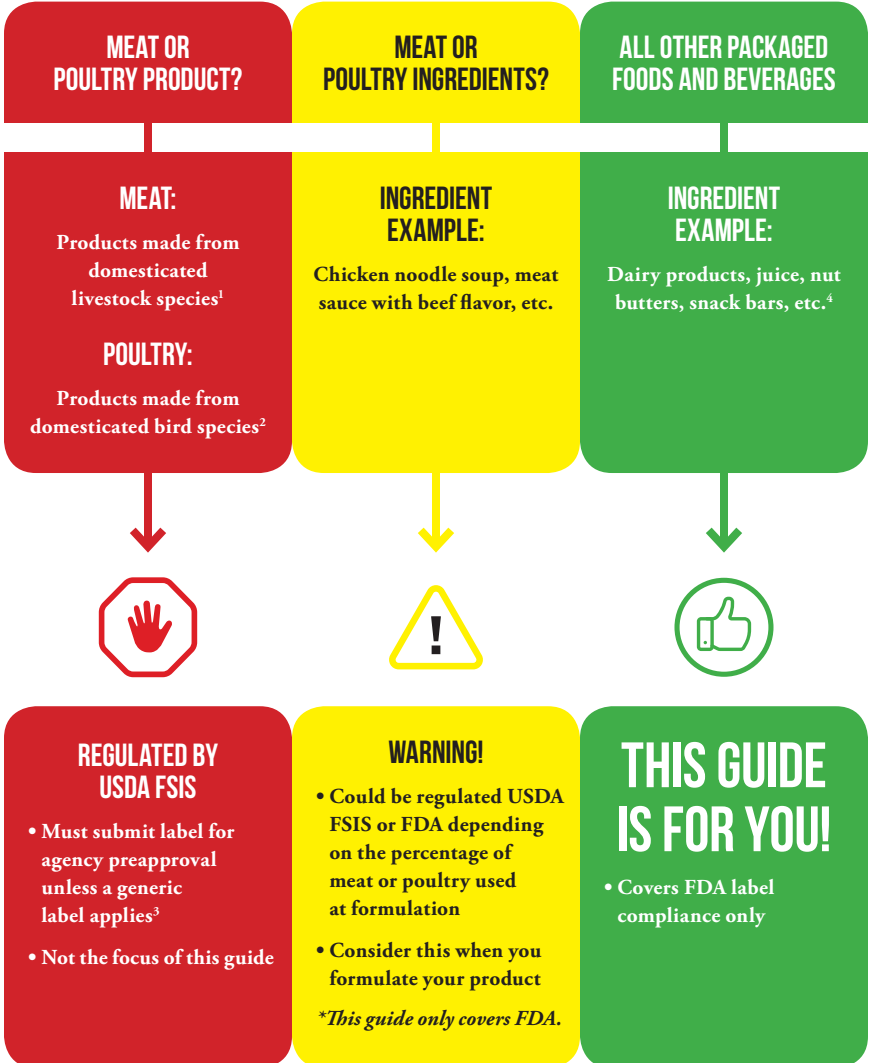 MEAT OR
POULTRY PRODUCT?
MEAT:
Products made from
domesticated
livestock species¹
POULTRY:
Products made from
domesticated bird species²
REGULATED BY
USDA FSIS
• Must submit label for
agency preapproval
unless a generic
label applies³
• Not the focus of this guide
MEAT OR
POULTRY INGREDIENTS?
INGREDIENT
EXAMPLE:
Chicken noodle soup, meat
sauce with beef flavor, etc.
!
WARNING!
• Could be regulated USDA
FSIS or FDA depending
on the percentage of
meat or poultry used
at formulation
• Consider this when you
formulate your product
*This guide only covers FDA.
ALL OTHER PACKAGED
FOODS AND BEVERAGES
INGREDIENT
EXAMPLE:
Dairy products, juice, nut
butters, snack bars, etc.⁴
THIS GUIDE
IS FOR YOU!
• Covers FDA label
compliance only